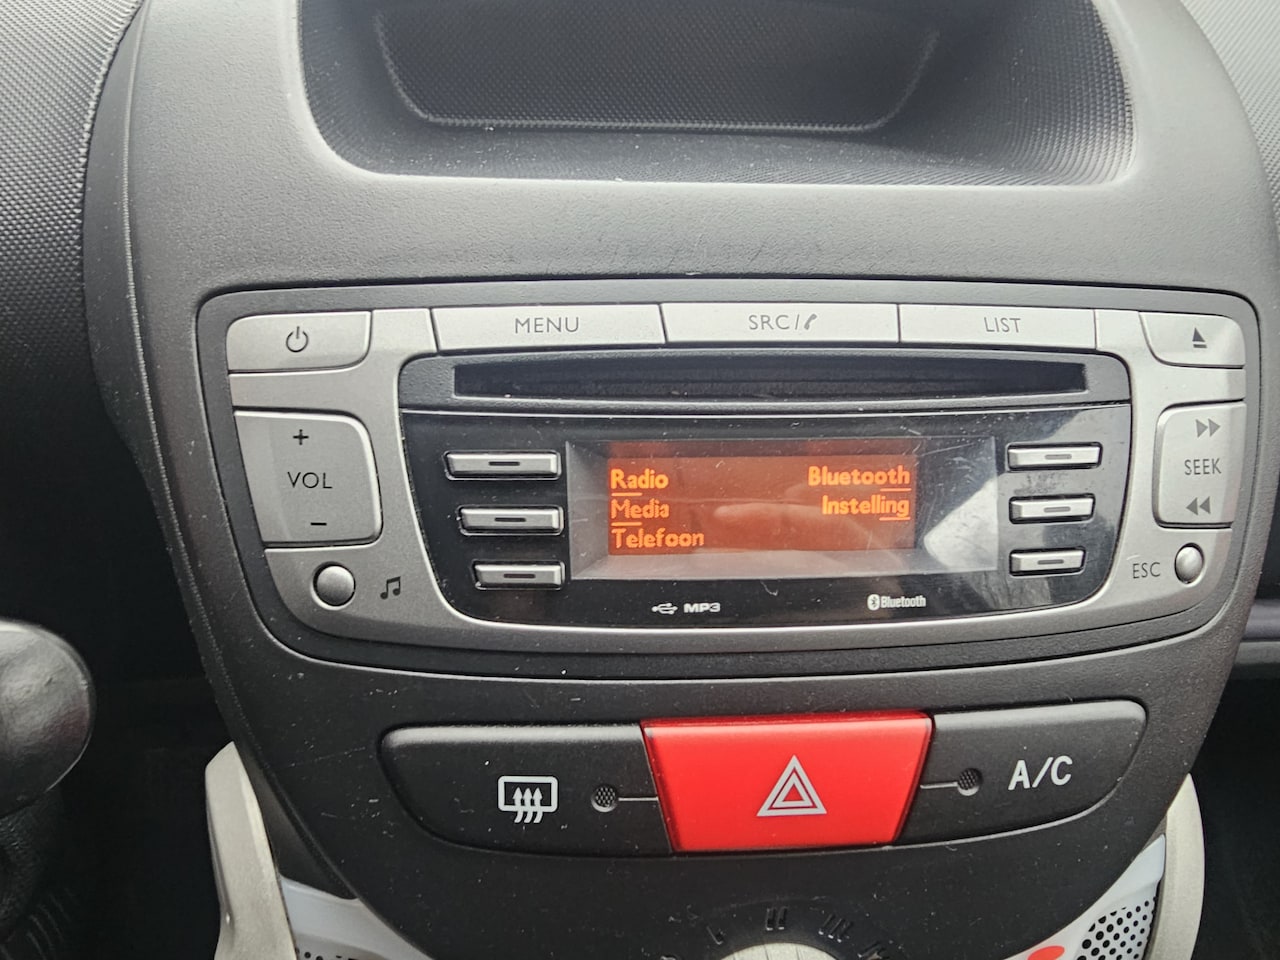 MENU
SRC/
LIST
+
VOL
–
SEEK
Radio
Bluetooth
Media
Instelling
Telefoon
ESC
MP3
Bluetooth
A/C